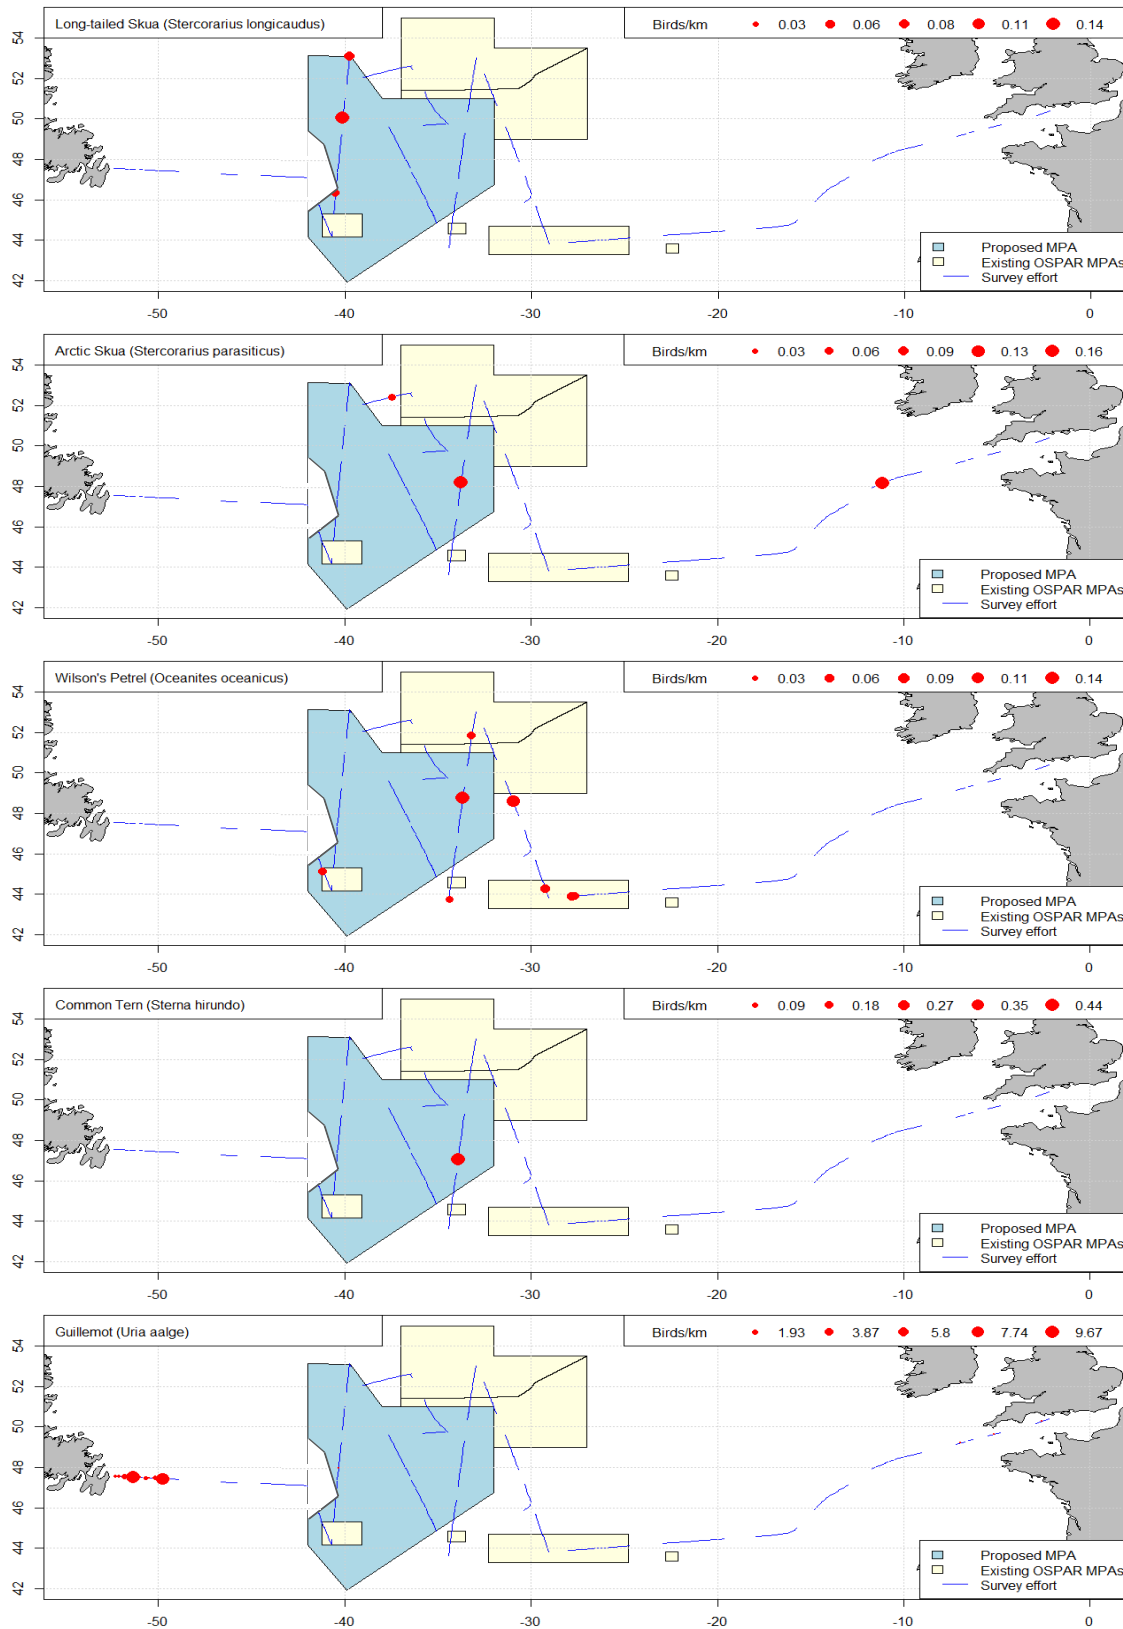 Long-tailed Skua (Stercorarius longicaudus)
Birds/km 0.03 0.06 0.08 0.11 0.14
54
52
50
48
46
44
42
Proposed MPA
Existing OSPAR MPAs
Survey effort
-50 -40 -30 -20 -10 0
Arctic Skua (Stercorarius parasiticus)
Birds/km 0.03 0.06 0.09 0.13 0.16
54
52
50
48
46
44
42
Proposed MPA
Existing OSPAR MPAs
Survey effort
-50 -40 -30 -20 -10 0
Wilson's Petrel (Oceanites oceanicus)
Birds/km 0.03 0.06 0.09 0.11 0.14
54
52
50
48
46
44
42
Proposed MPA
Existing OSPAR MPAs
Survey effort
-50 -40 -30 -20 -10 0
Common Tern (Sterna hirundo)
Birds/km 0.09 0.18 0.27 0.35 0.44
54
52
50
48
46
44
42
Proposed MPA
Existing OSPAR MPAs
Survey effort
-50 -40 -30 -20 -10 0
Guillemot (Uria aalge)
Birds/km 1.93 3.87 5.8 7.74 9.67
54
52
50
48
46
44
42
Proposed MPA
Existing OSPAR MPAs
Survey effort
-50 -40 -30 -20 -10 0